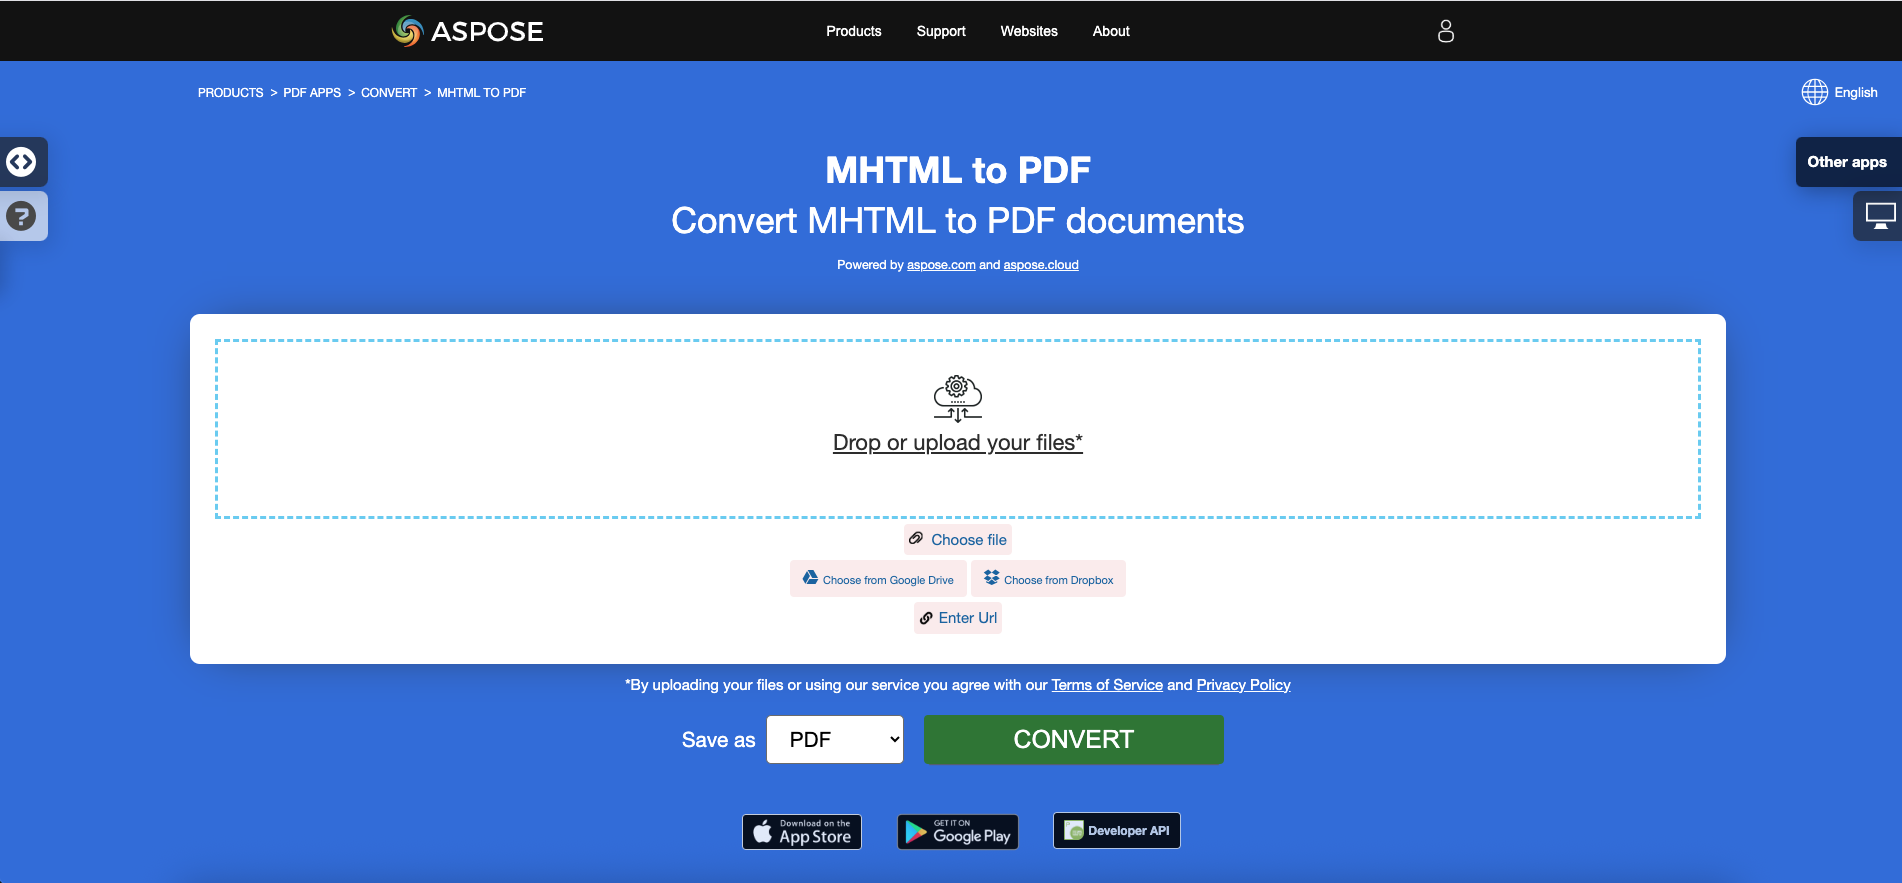 ASPOSE
Products Support Websites About
PRODUCTS > PDF APPS > CONVERT > MHTML TO PDF
English
Other apps
MHTML to PDF
Convert MHTML to PDF documents
Powered by aspose.com and aspose.cloud
Drop or upload your files*
Choose file
Choose from Google Drive Choose from Dropbox
Enter Url
*By uploading your files or using our service you agree with our Terms of Service and Privacy Policy
Save as PDF CONVERT
Download on the
App Store
GET IT ON
Google Play
Developer API